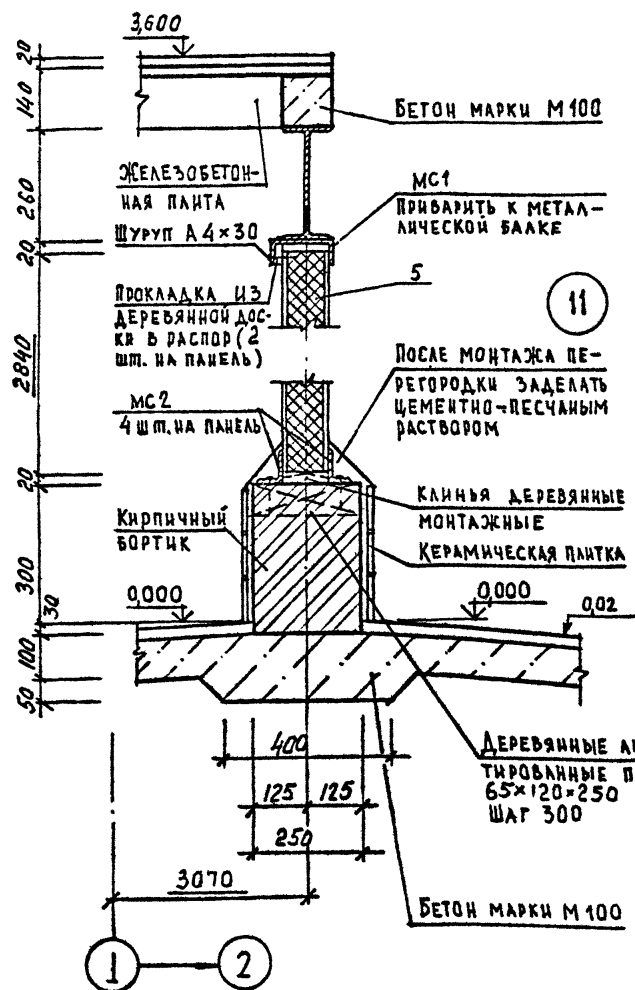 3,600
20
140
БЕТОН МАРКИ М 100
260
ЖЕЛЕЗОБЕТОН-
НАЯ ПЛИТА
МС1
ПРИВАРИТЬ К МЕТАЛ-
ЛИЧЕСКОЙ БАЛКЕ
ШУРУП А 4×30
20
5
11
ПРОКЛАДКА ИЗ
ДЕРЕВЯННОЙ ДОС-
КИ В РАСПОР (2
ШТ. НА ПАНЕЛЬ)
2840
ПОСЛЕ МОНТАЖА ПЕ-
РЕГОРОДКИ ЗАДЕЛАТЬ
ЦЕМЕНТНО-ПЕСЧАНЫМ
РАСТВОРОМ
МС2
4 ШТ. НА ПАНЕЛЬ
20
КЛИНЬЯ ДЕРЕВЯННЫЕ
МОНТАЖНЫЕ
КИРПИЧНЫЙ
БОРТИК
КЕРАМИЧЕСКАЯ ПЛИТКА
300
0,000
0,000
0,02
30
100
50
400
ДЕРЕВЯННЫЕ
ТИРОВАННЫЕ
65×120×250
ШАГ 300
125
125
250
3070
БЕТОН МАРКИ М 100
1
2